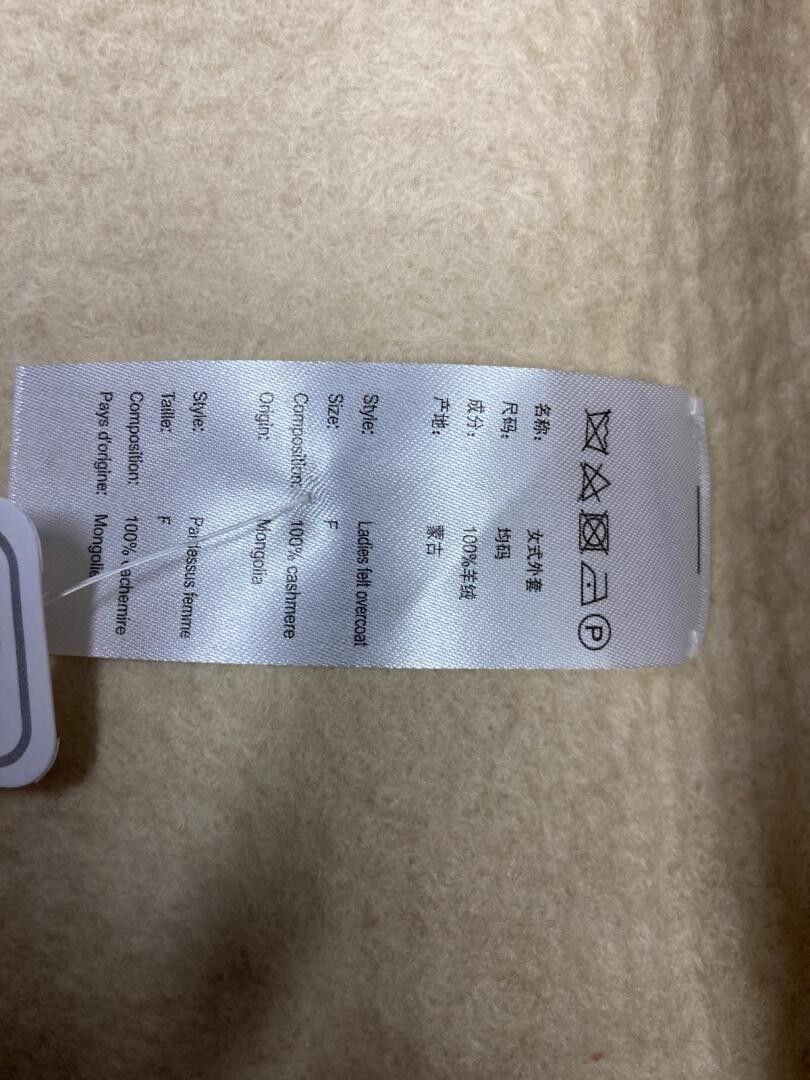 P
名称： 女式外套
尺码： 均码
成分： 100%羊绒
产地： 蒙古
Style: Ladies felt overcoat
Size: F
Composition: 100% cashmere
Origin: Mongolia
Style: Pardessus femme
Taille: F
Composition: 100% cachemire
Pays d'origine: Mongolie